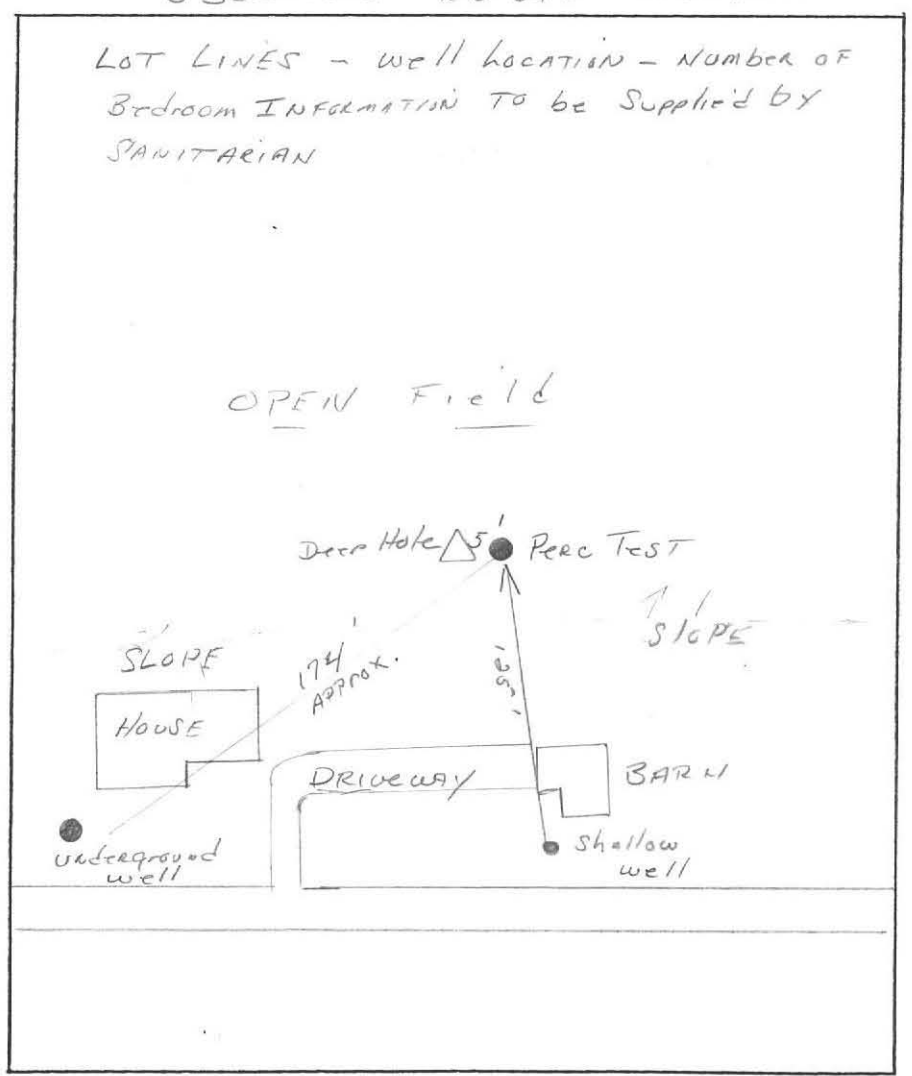 LOT LINES - Well LOCATION - Number OF
Bedroom INFORMATION TO be Supplie'd by
SANITARIAN
OPEN Field
Deep Hole 5' Perc TesT
SLOPE
SLOPE
174'
APPROX.
HOUSE
DRIVEWAY
BARN
underground
well
Shallow
well